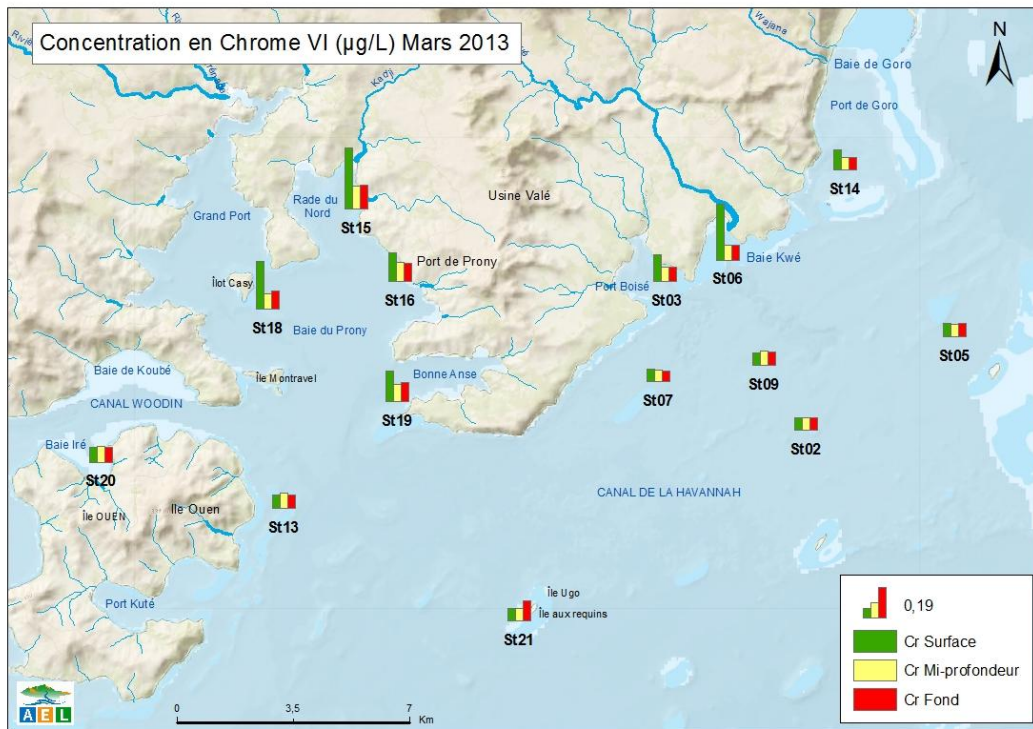 Concentration en Chrome VI (µg/L) Mars 2013
N
Wajana
Baie de Goro
Port de Goro
Kadji
St14
Usine Valé
Rade du
Nord
Grand Port
St15
Port de Prony
Baie Kwé
St06
Îlot Casy
St16
Port Boisé
St03
St18
Baie du Prony
St05
Baie de Koubé
Île Montravel
Bonne Anse
St07
St09
CANAL WOODIN
St19
St02
Baie Iré
St20
Île OUEN
Île Ouen
St13
CANAL DE LA HAVANNAH
Port Kuté
Île Ugo
Île aux requins
St21
0,19
Cr Surface
Cr Mi-profondeur
Cr Fond
AEL
0
3,5
7
Km